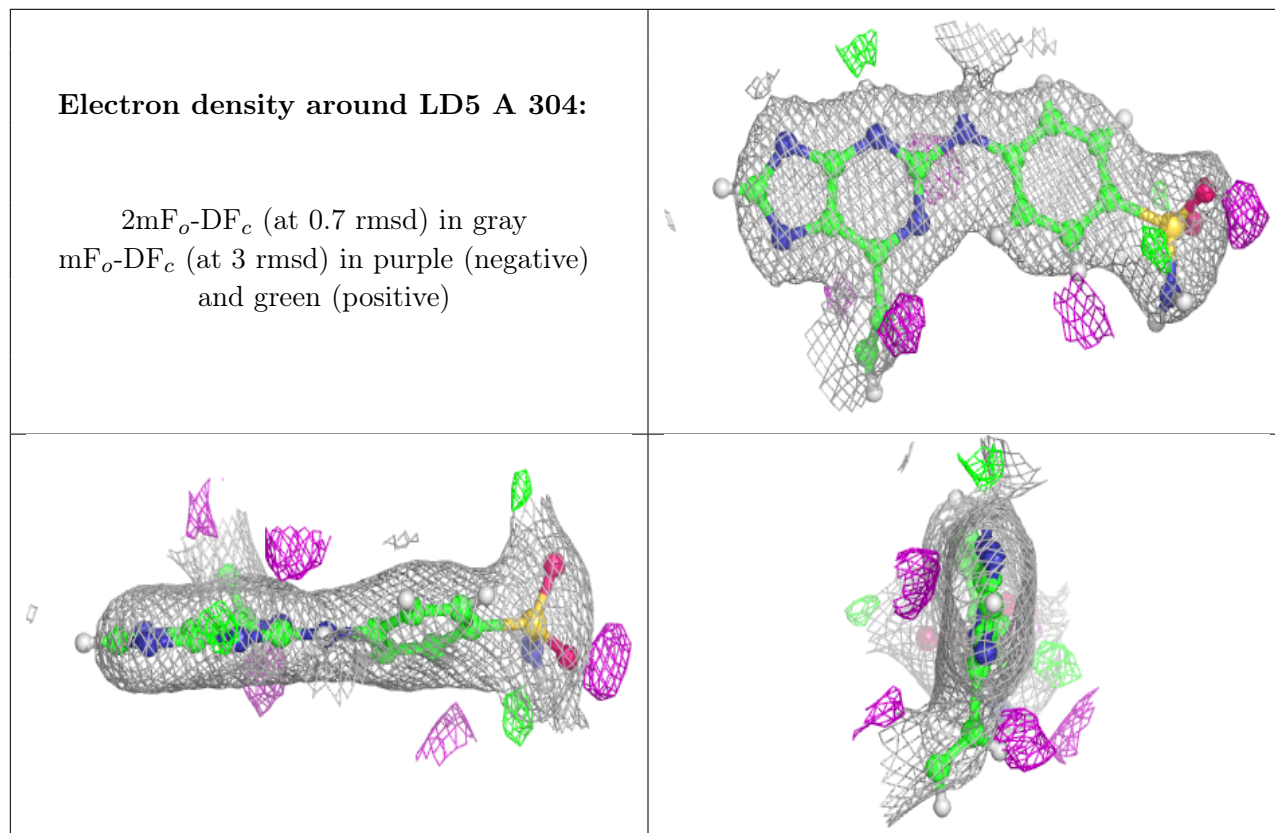 Electron density around LD5 A 304:
2mFo-DFc (at 0.7 rmsd) in gray
mFo-DFc (at 3 rmsd) in purple (negative)
and green (positive)